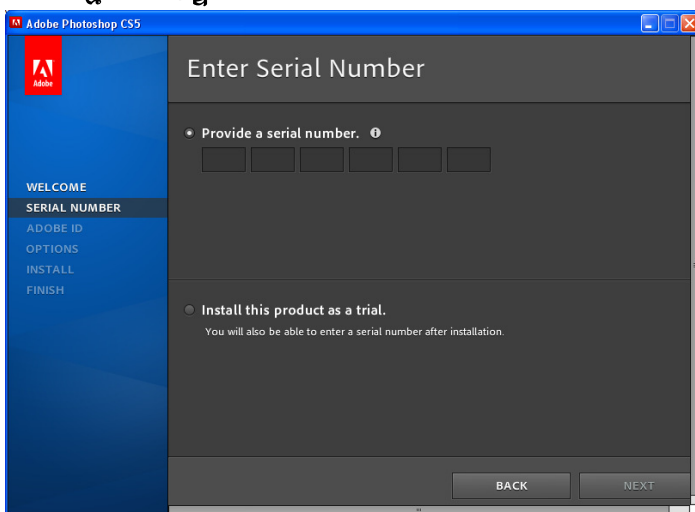 Adobe Photoshop CS5
Adobe
Enter Serial Number
Provide a serial number.
WELCOME
SERIAL NUMBER
ADOBE ID
OPTIONS
INSTALL
FINISH
Install this product as a trial.
You will also be able to enter a serial number after installation.
BACK
NEXT